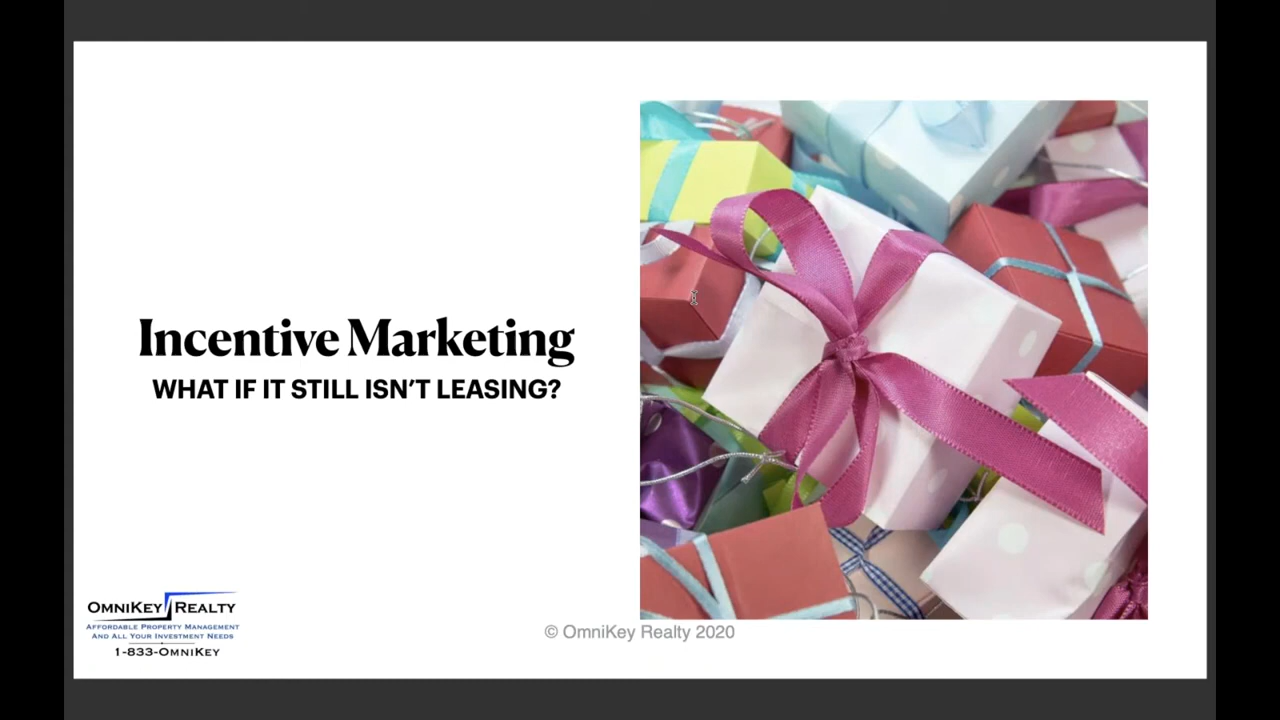 Incentive Marketing
WHAT IF IT STILL ISN'T LEASING?
OMNIKEY REALTY
AFFORDABLE PROPERTY MANAGEMENT
AND ALL YOUR INVESTMENT NEEDS
1-833-OMNIKEY
© OmniKey Realty 2020